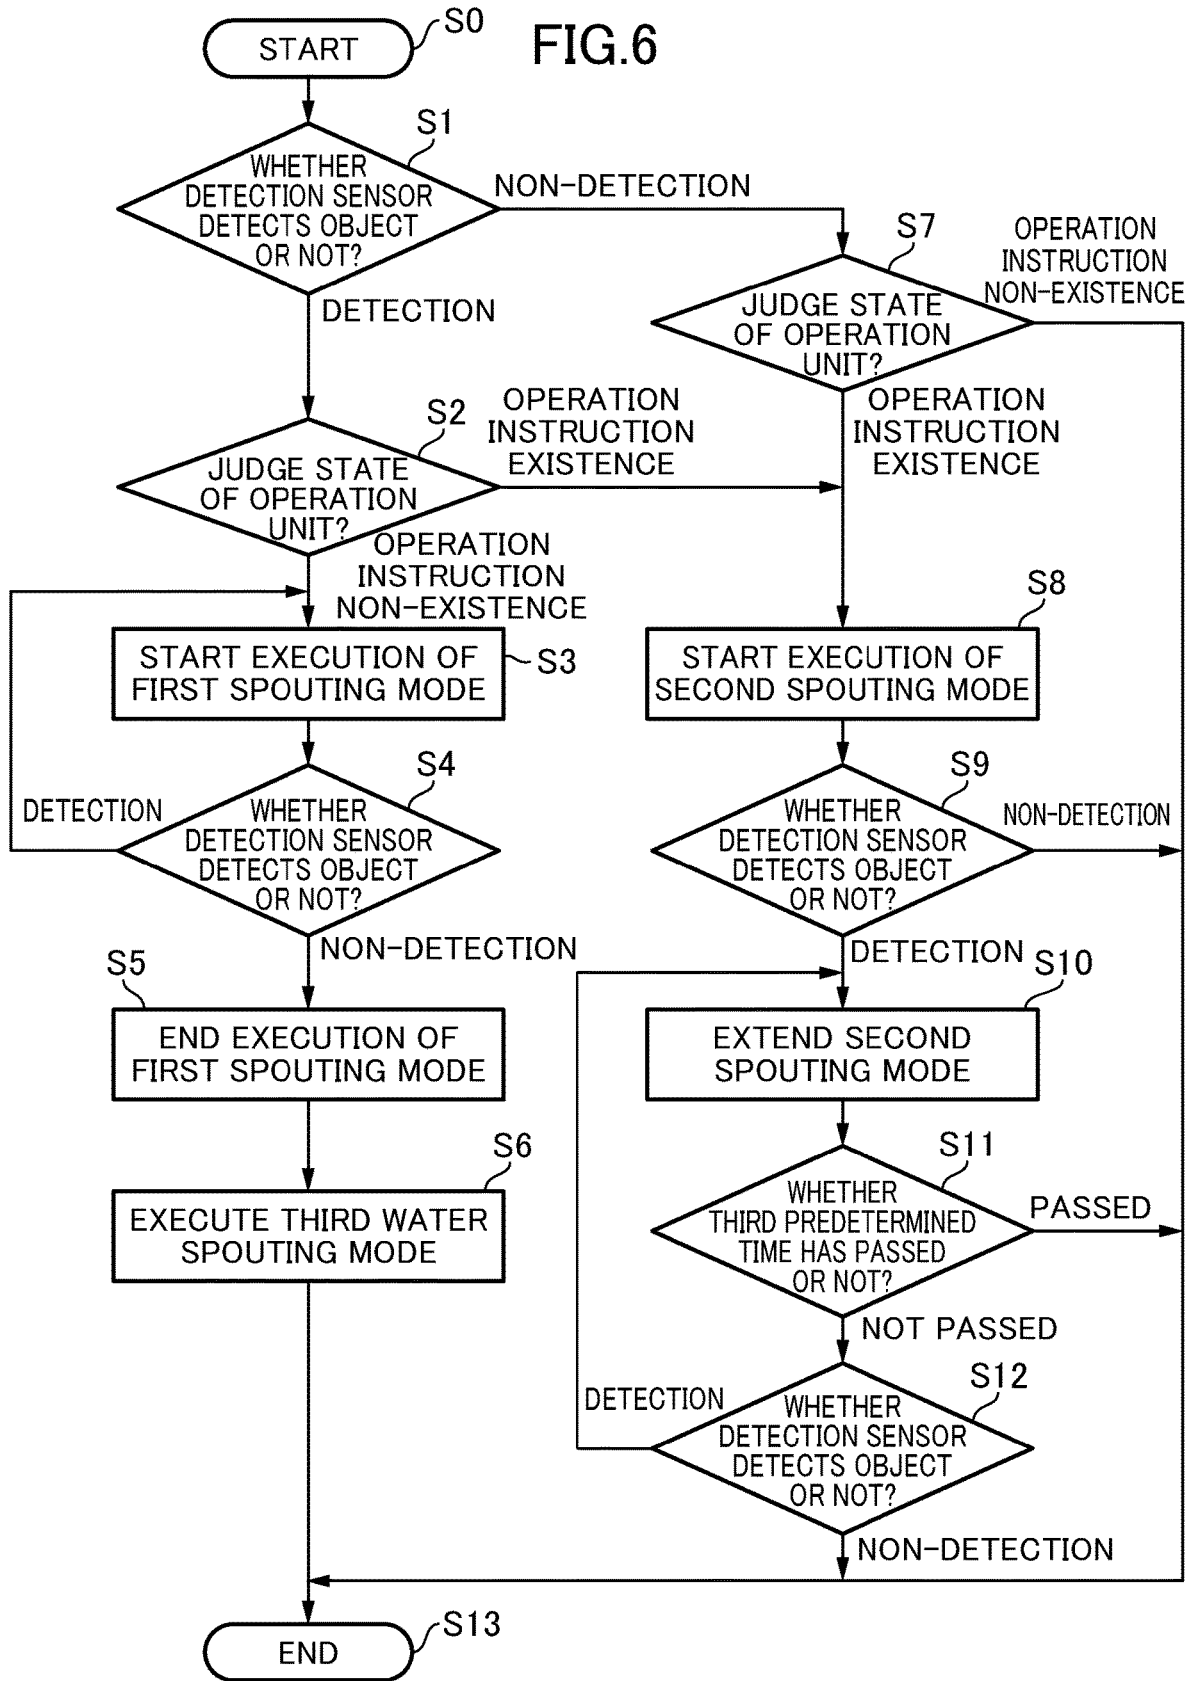 FIG.6
START
S0
S1
WHETHER
DETECTION SENSOR
DETECTS OBJECT
OR NOT?
NON-DETECTION
DETECTION
S7
JUDGE STATE
OF OPERATION
UNIT?
OPERATION
INSTRUCTION
NON-EXISTENCE
OPERATION
INSTRUCTION
EXISTENCE
S2
JUDGE STATE
OF OPERATION
UNIT?
OPERATION
INSTRUCTION
EXISTENCE
OPERATION
INSTRUCTION
NON-EXISTENCE
START EXECUTION OF
FIRST SPOUTING MODE
S3
S4
WHETHER
DETECTION SENSOR
DETECTS OBJECT
OR NOT?
DETECTION
NON-DETECTION
S5
END EXECUTION OF
FIRST SPOUTING MODE
S6
EXECUTE THIRD WATER
SPOUTING MODE
S8
START EXECUTION OF
SECOND SPOUTING MODE
S9
WHETHER
DETECTION SENSOR
DETECTS OBJECT
OR NOT?
NON-DETECTION
DETECTION
S10
EXTEND SECOND
SPOUTING MODE
S11
WHETHER
THIRD PREDETERMINED
TIME HAS PASSED
OR NOT?
PASSED
NOT PASSED
S12
WHETHER
DETECTION SENSOR
DETECTS OBJECT
OR NOT?
DETECTION
NON-DETECTION
END
S13